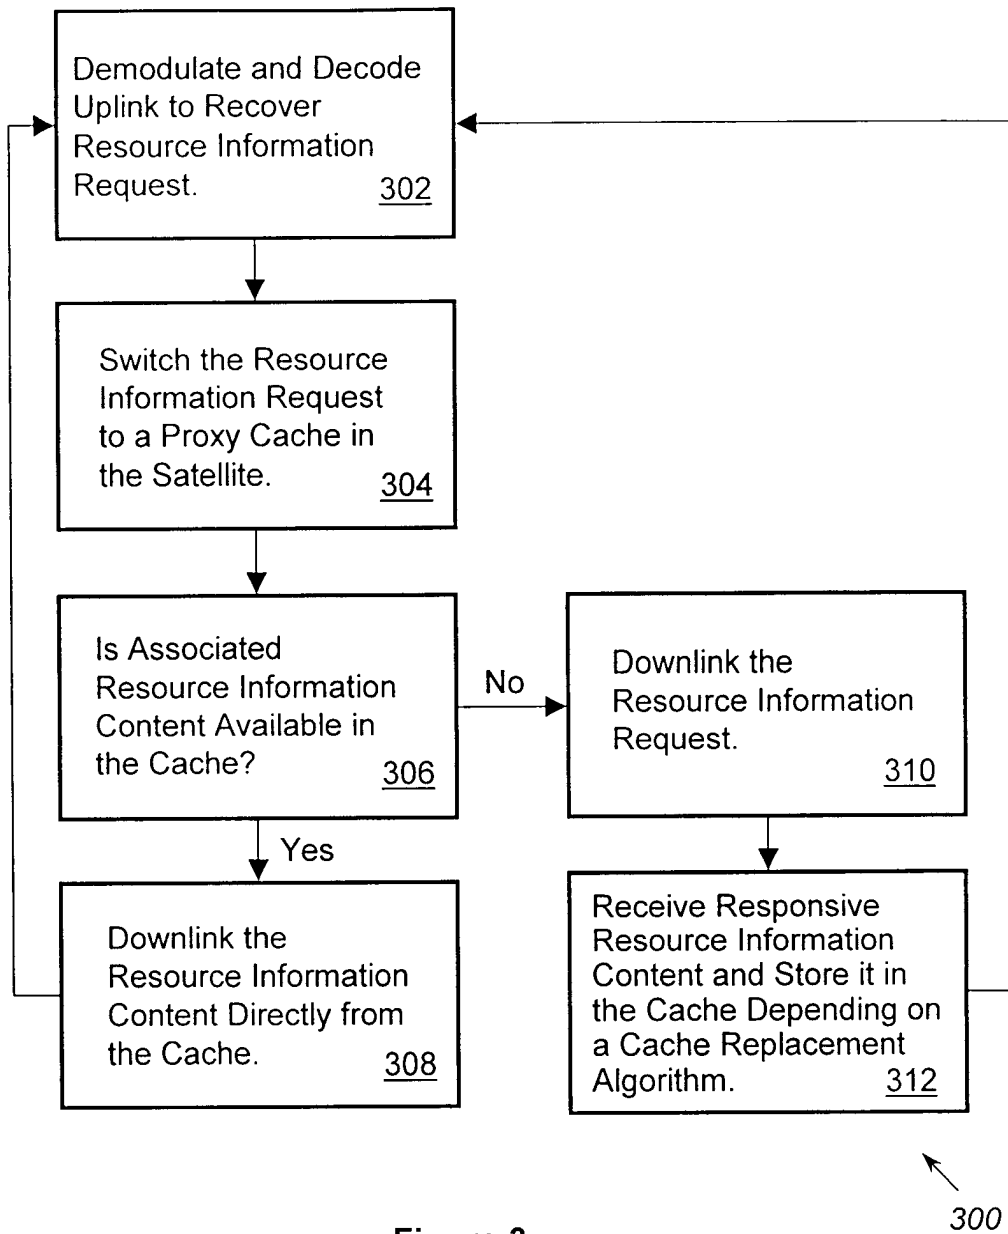 Demodulate and Decode
Uplink to Recover
Resource Information
Request.
302
Switch the Resource
Information Request
to a Proxy Cache in
the Satellite.
304
Is Associated
Resource Information
Content Available in
the Cache?
306
No
Downlink the
Resource Information
Request.
310
Yes
Downlink the
Resource Information
Content Directly from
the Cache.
308
Receive Responsive
Resource Information
Content and Store it in
the Cache Depending on
a Cache Replacement
Algorithm.
312
300